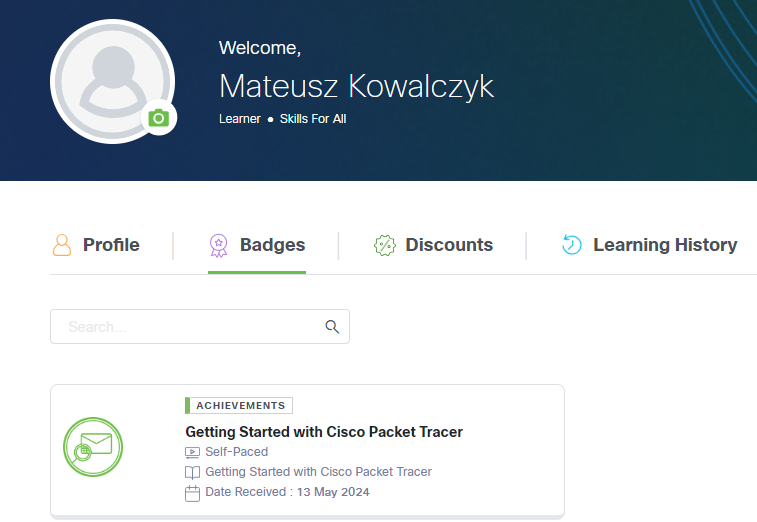 Welcome,
Mateusz Kowalczyk
Learner ● Skills For All
Profile
Badges
Discounts
Learning History
Search...
ACHIEVEMENTS
Getting Started with Cisco Packet Tracer
Self-Paced
Getting Started with Cisco Packet Tracer
Date Received : 13 May 2024